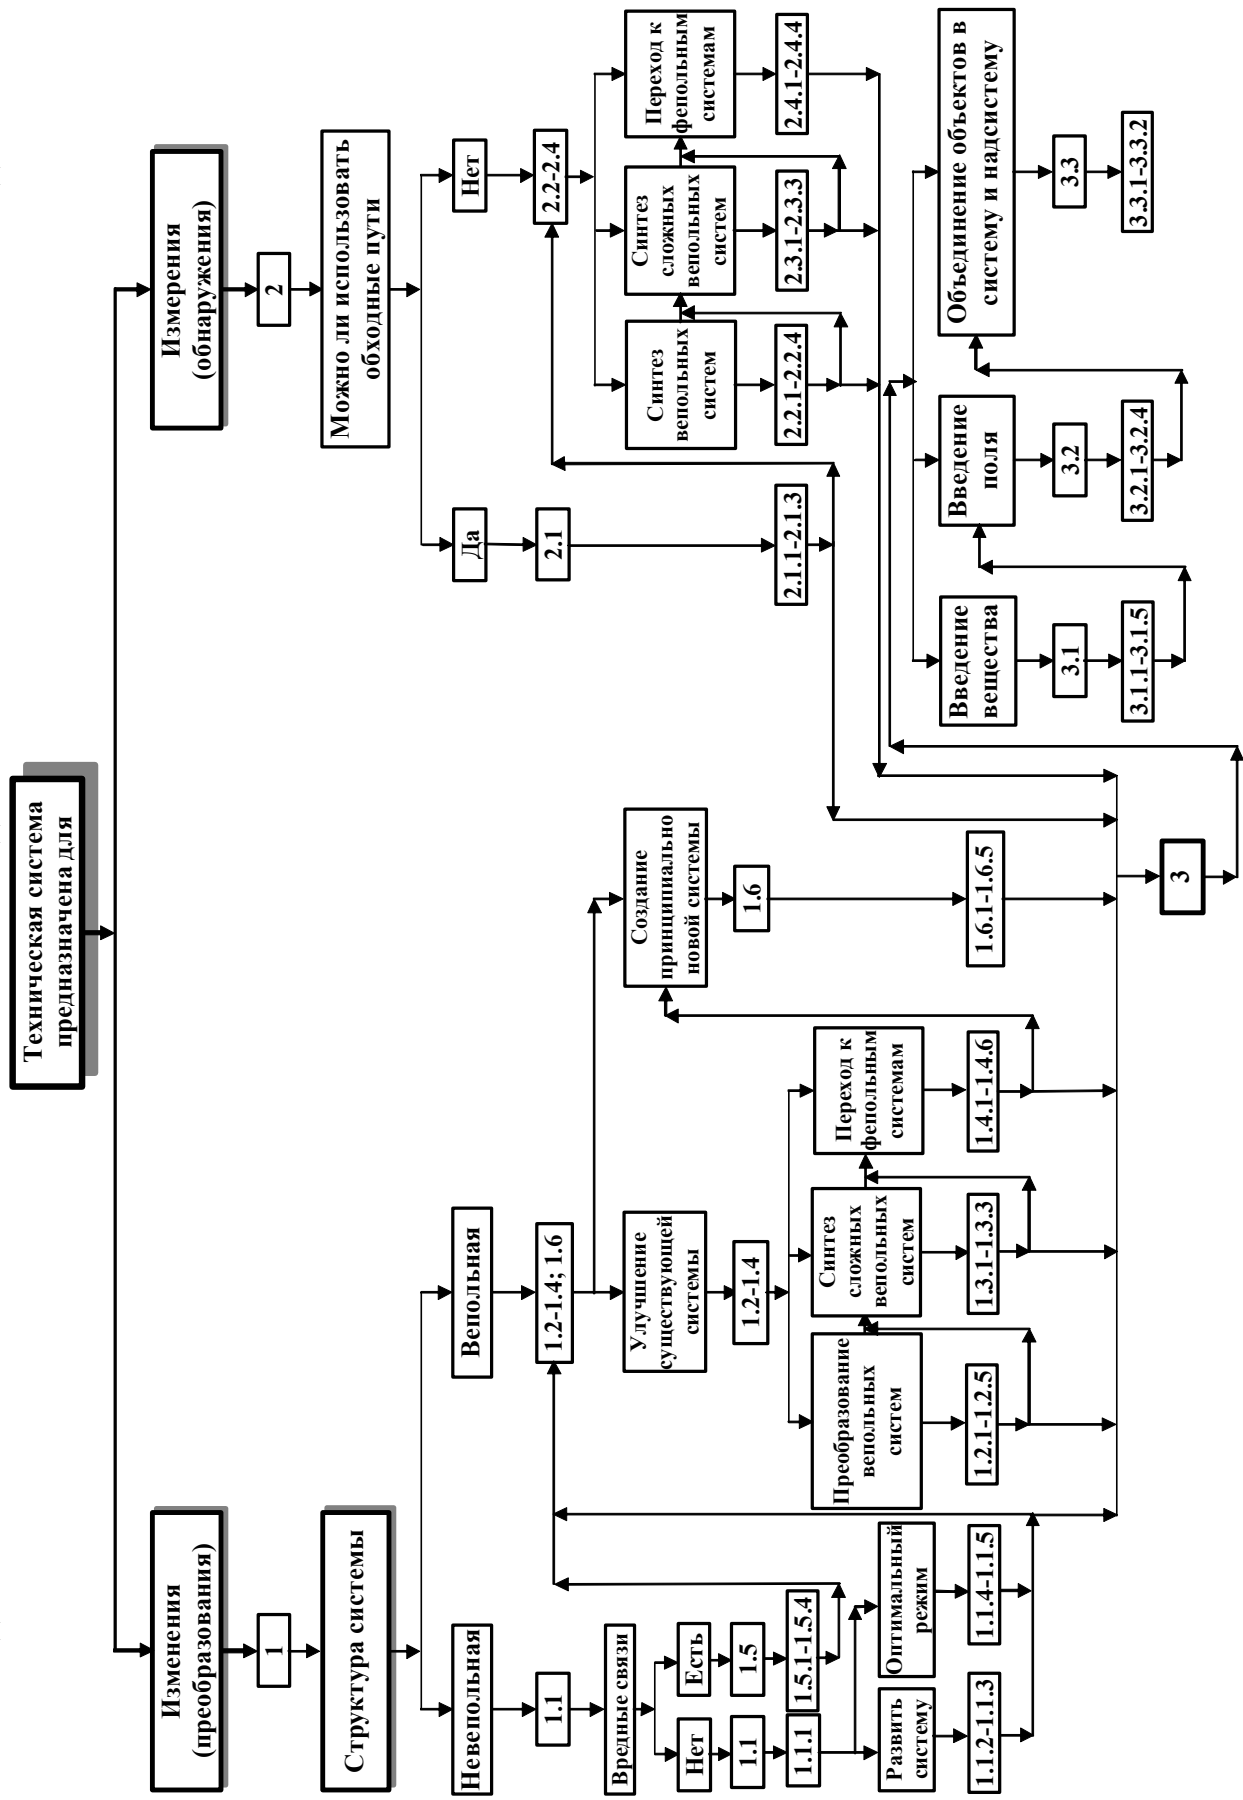 Техническая система
предназначена для
Изменения
(преобразования)
Измерения
(обнаружения)
1
2
Структура системы
Можно ли использовать
обходные пути
Невепольная
Вепольная
Да
Нет
1.1
1.2-1.4; 1.6
2.1
2.2-2.4
Вредные связи
Улучшение
существующей
системы
Создание
принципиально
новой системы
Синтез
вепольных
систем
Синтез
сложных
вепольных
систем
Переход к
фепольным
системам
Нет
Есть
1.1
1.5
1.2-1.4
1.6
2.1.1-2.1.3
2.2.1-2.2.4
2.3.1-2.3.3
2.4.1-2.4.4
1.1.1
1.5.1-1.5.4
Преобразование
вепольных
систем
Синтез
сложных
вепольных
систем
Переход к
фепольным
системам
Развить
систему
Оптимальный
режим
Введение
вещества
Введение
поля
Объединение объектов в
систему и надсистему
1.1.2-1.1.3
1.1.4-1.1.5
1.2.1-1.2.5
1.3.1-1.3.3
1.4.1-1.4.6
1.6.1-1.6.5
3.1
3.2
3.3
3.1.1-3.1.5
3.2.1-3.2.4
3.3.1-3.3.2
3